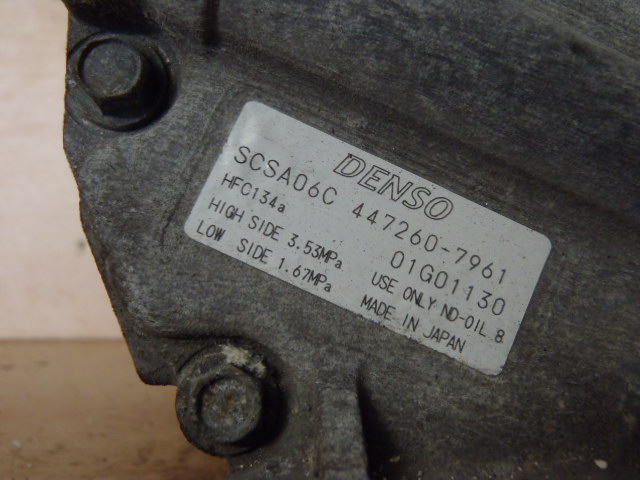 DENSO
SCSA06C 447260-7961
HFC134a 01G01130
HIGH SIDE 3.53MPa USE ONLY ND-OIL 8
LOW SIDE 1.67MPa MADE IN JAPAN